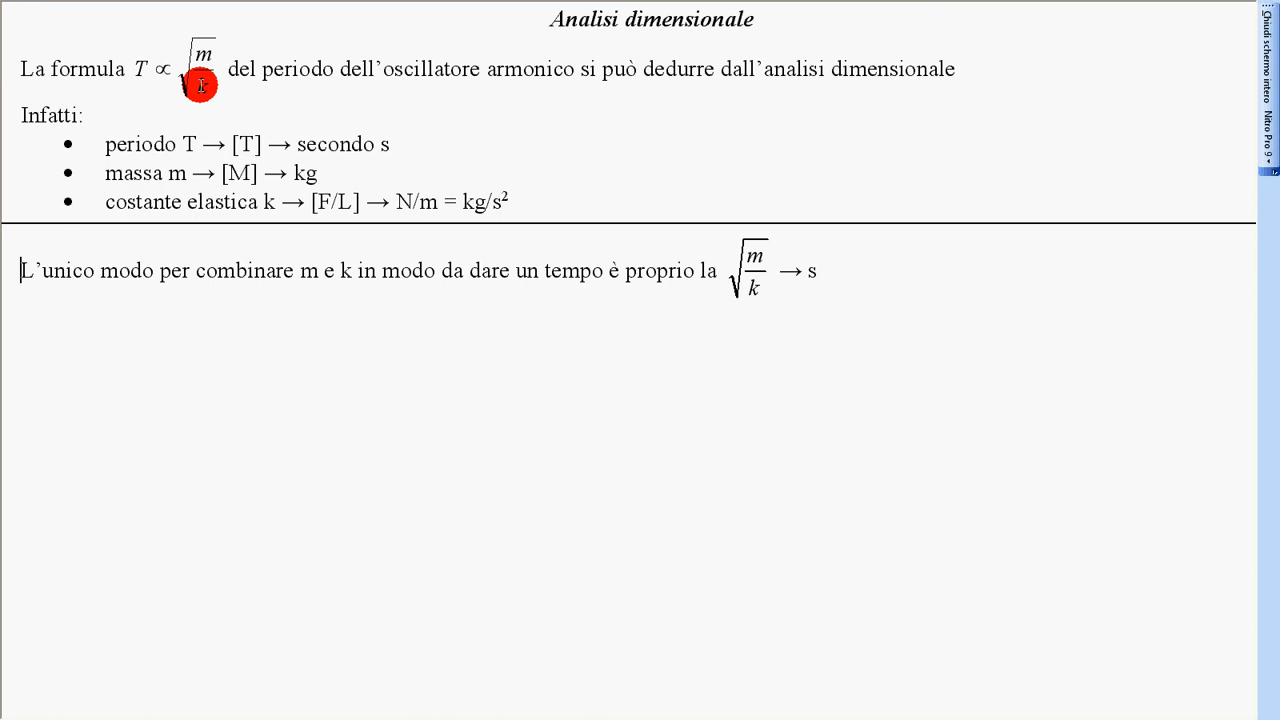 Analisi dimensionale
La formula T ∝ √(m/k) del periodo dell'oscillatore armonico si può dedurre dall'analisi dimensionale
Infatti:
• periodo T → [T] → secondo s
• massa m → [M] → kg
• costante elastica k → [F/L] → N/m = kg/s²
L'unico modo per combinare m e k in modo da dare un tempo è proprio la √(m/k) → s
Chiudi schermo intero
Nitro Pro 9